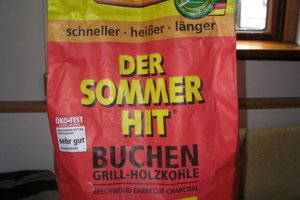 schneller · heißer · länger
DER
SOMMER
HIT
ÖKO-TEST
sehr gut
BUCHEN
GRILL-HOLZKOHLE
BEECHWOOD BARBECUE CHARCOAL